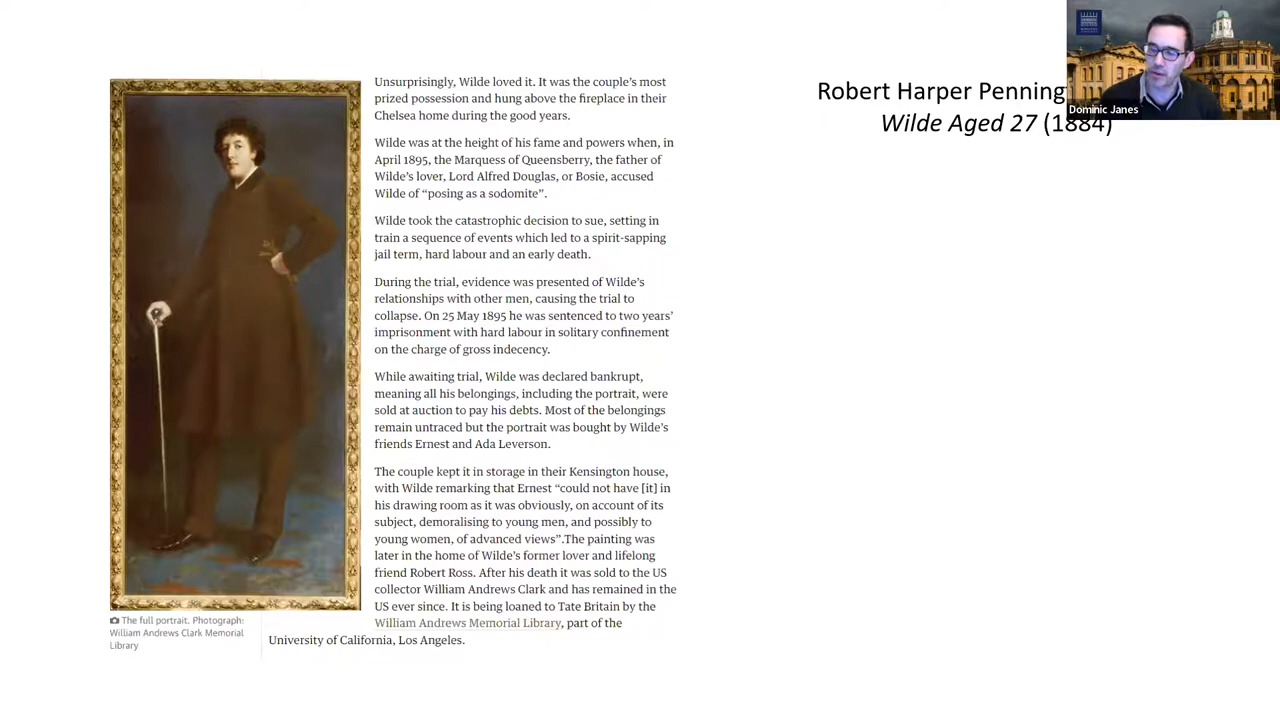 Unsurprisingly, Wilde loved it. It was the couple's most
prized possession and hung above the fireplace in their
Chelsea home during the good years.
Wilde was at the height of his fame and powers when, in
April 1895, the Marquess of Queensberry, the father of
Wilde's lover, Lord Alfred Douglas, or Bosie, accused
Wilde of “posing as a sodomite”.
Wilde took the catastrophic decision to sue, setting in
train a sequence of events which led to a spirit-sapping
jail term, hard labour and an early death.
During the trial, evidence was presented of Wilde's
relationships with other men, causing the trial to
collapse. On 25 May 1895 he was sentenced to two years'
imprisonment with hard labour in solitary confinement
on the charge of gross indecency.
While awaiting trial, Wilde was declared bankrupt,
meaning all his belongings, including the portrait, were
sold at auction to pay his debts. Most of the belongings
remain untraced but the portrait was bought by Wilde's
friends Ernest and Ada Leverson.
The couple kept it in storage in their Kensington house,
with Wilde remarking that Ernest “could not have [it] in
his drawing room as it was obviously, on account of its
subject, demoralising to young men, and possibly to
young women, of advanced views”.The painting was
later in the home of Wilde's former lover and lifelong
friend Robert Ross. After his death it was sold to the US
collector William Andrews Clark and has remained in the
US ever since. It is being loaned to Tate Britain by the
William Andrews Memorial Library, part of the
University of California, Los Angeles.
The full portrait. Photograph:
William Andrews Clark Memorial
Library
Robert Harper Penning
Wilde Aged 27 (1884)
Dominic Janes